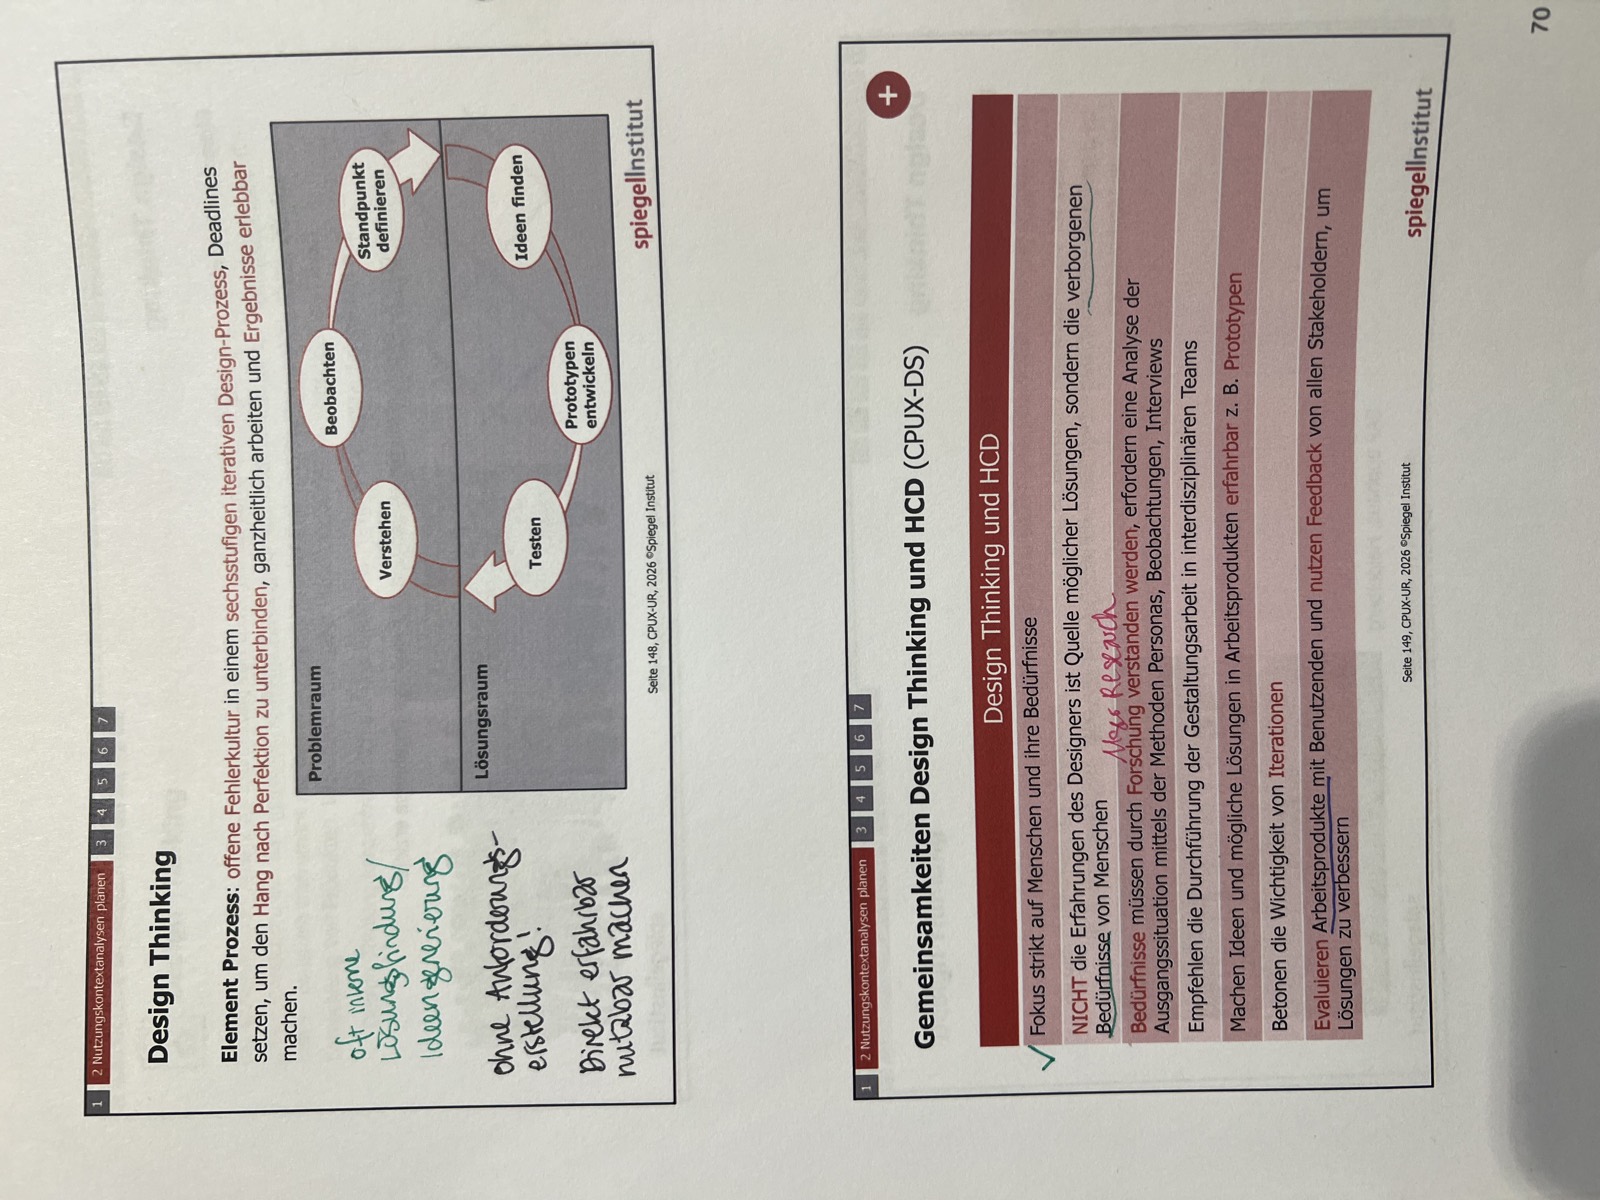 1 2 Nutzungskontextanalysen planen 3 4 5 6 7
Design Thinking
Element Prozess: offene Fehlerkultur in einem sechsstufigen iterativen Design-Prozess, Deadlines
setzen, um den Hang nach Perfektion zu unterbinden, ganzheitlich arbeiten und Ergebnisse erlebbar
machen.
oft interne
Lösungsfindung/
Ideengenerierung
ohne Anforderungs-
erstellung!
Direkt erfahrbar
nutzbar machen
Problemraum
Verstehen
Beobachten
Standpunkt
definieren
Lösungsraum
Testen
Prototypen
entwickeln
Ideen finden
Seite 148, CPUX-UR, 2026 ©Spiegel Institut
spiegelInstitut
1 2 Nutzungskontextanalysen planen 3 4 5 6 7
+
Gemeinsamkeiten Design Thinking und HCD (CPUX-DS)
Design Thinking und HCD
✓ Fokus strikt auf Menschen und ihre Bedürfnisse
NICHT die Erfahrungen des Designers ist Quelle möglicher Lösungen, sondern die verborgenen
Bedürfnisse von Menschen
User Research
Bedürfnisse müssen durch Forschung verstanden werden, erfordern eine Analyse der
Ausgangssituation mittels der Methoden Personas, Beobachtungen, Interviews
Empfehlen die Durchführung der Gestaltungsarbeit in interdisziplinären Teams
Machen Ideen und mögliche Lösungen in Arbeitsprodukten erfahrbar z. B. Prototypen
Betonen die Wichtigkeit von Iterationen
Evaluieren Arbeitsprodukte mit Benutzenden und nutzen Feedback von allen Stakeholdern, um
Lösungen zu verbessern
Seite 149, CPUX-UR, 2026 ©Spiegel Institut
spiegelInstitut
70